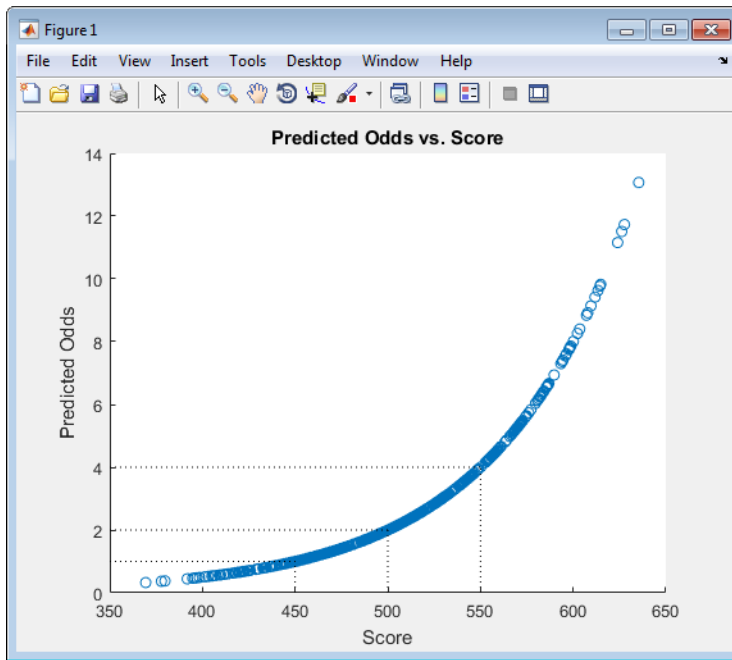 Figure 1
File Edit View Insert Tools Desktop Window Help
Predicted Odds vs. Score
14
12
10
8
6
4
2
0
Predicted Odds
350 400 450 500 550 600 650
Score